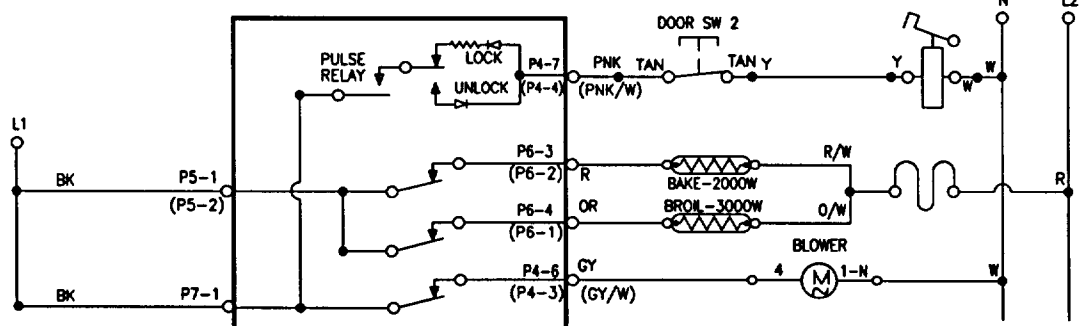 DOOR SW 2
N
L2
PULSE
RELAY
LOCK
UNLOCK
P4-7
(P4-4)
PNK
(PNK/W)
TAN
TAN
Y
Y
W
W
L1
BK
P5-1
(P5-2)
P6-3
(P6-2)
R
BAKE-2000W
R/W
R
P6-4
(P6-1)
OR
BROIL-3000W
O/W
BK
P7-1
P4-6
(P4-3)
GY
(GY/W)
BLOWER
4
M
1-N
W